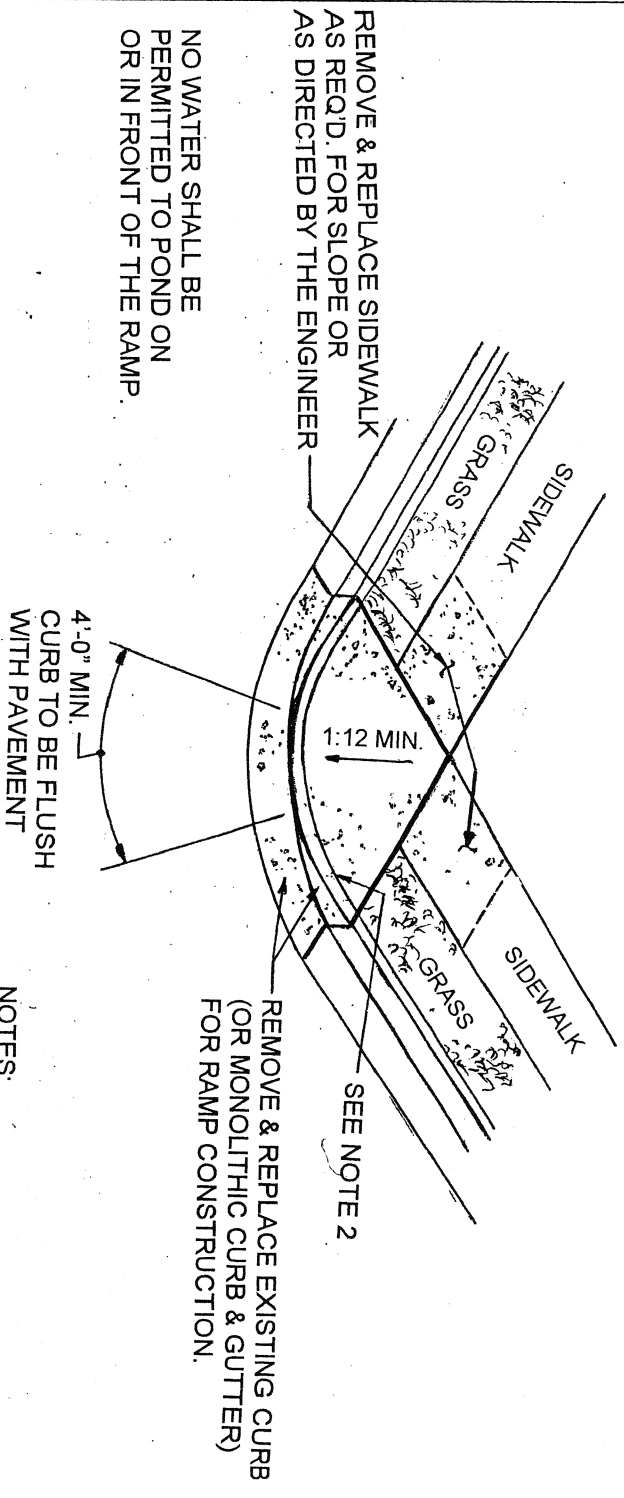 REMOVE & REPLACE SIDEWALK
AS REQ'D. FOR SLOPE OR
AS DIRECTED BY THE ENGINEER
NO WATER SHALL BE
PERMITTED TO POND ON
OR IN FRONT OF THE RAMP.
SIDEWALK
GRASS
1:12 MIN.
4'-0" MIN.
CURB TO BE FLUSH
WITH PAVEMENT
SIDEWALK
GRASS
SEE NOTE 2
REMOVE & REPLACE EXISTING CURB
(OR MONOLITHIC CURB & GUTTER)
FOR RAMP CONSTRUCTION.
NOTES: